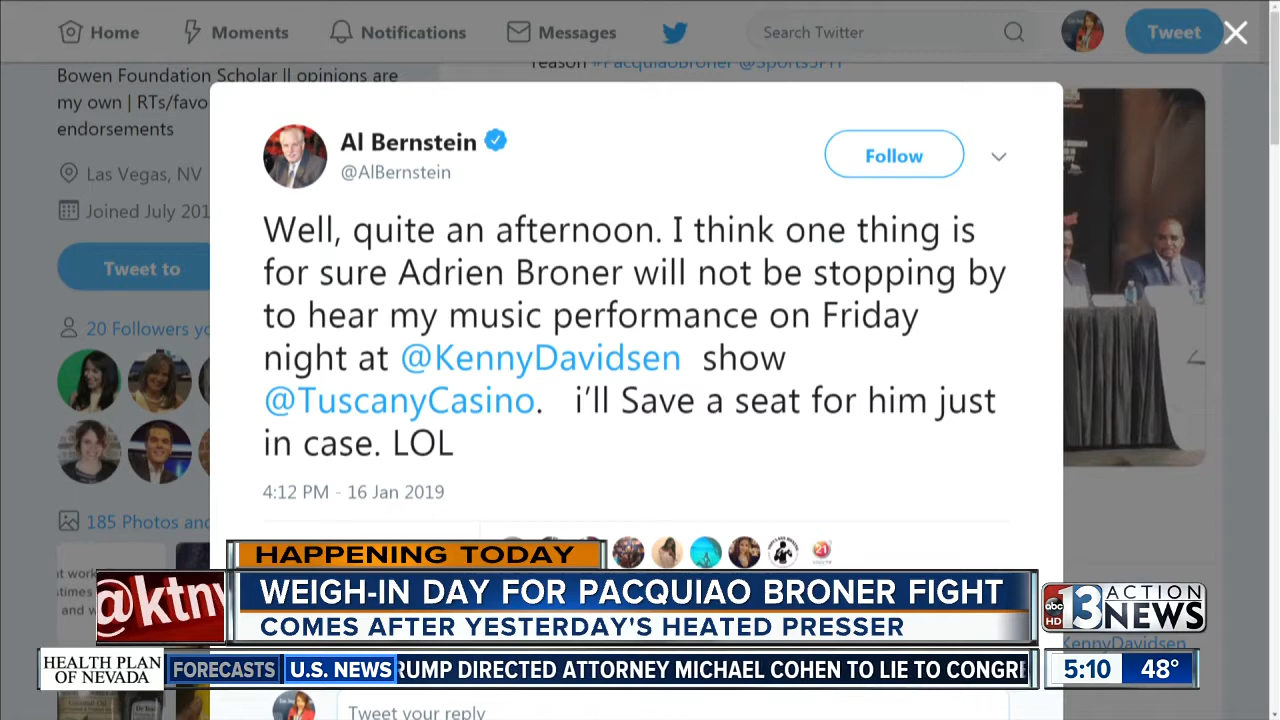 Home
Moments
Notifications
Messages
Search Twitter
Tweet
Bowen Foundation Scholar ll opinions are
my own | RTs/favo
endorsements
Las Vegas, NV
Joined July 201
Tweet to
20 Followers yo
185 Photos and
reason #PacquiaoBroner
Al Bernstein
@AlBernstein
Follow
Well, quite an afternoon. I think one thing is
for sure Adrien Broner will not be stopping by
to hear my music performance on Friday
night at @KennyDavidsen show
@TuscanyCasino. i'll Save a seat for him just
in case. LOL
4:12 PM - 16 Jan 2019
HAPPENING TODAY
WEIGH-IN DAY FOR PACQUIAO BRONER FIGHT
COMES AFTER YESTERDAY'S HEATED PRESSER
@ktnv
abc
HD
13 ACTION
NEWS
KennyDavidsen
HEALTH PLAN
OF NEVADA
FORECASTS
U.S. NEWS
RUMP DIRECTED ATTORNEY MICHAEL COHEN TO LIE TO CONGRE
5:10
48°
Tweet your reply